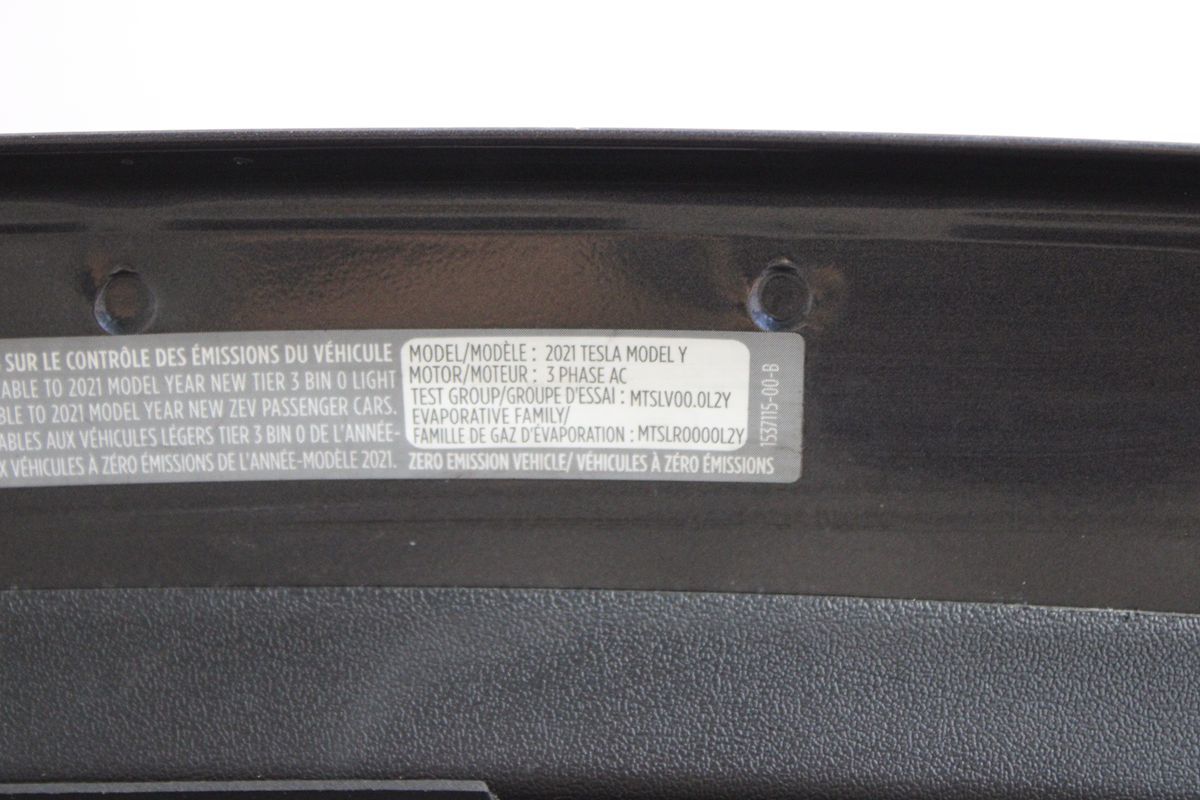 SUR LE CONTRÔLE DES ÉMISSIONS DU VÉHICULE
ABLE TO 2021 MODEL YEAR NEW TIER 3 BIN 0 LIGHT
BLE TO 2021 MODEL YEAR NEW ZEV PASSENGER CARS.
ABLES AUX VÉHICULES LÉGERS TIER 3 BIN 0 DE L'ANNÉE-
X VÉHICULES À ZÉRO ÉMISSIONS DE L'ANNÉE-MODÈLE 2021.
MODEL/MODÈLE : 2021 TESLA MODEL Y
MOTOR/MOTEUR : 3 PHASE AC
TEST GROUP/GROUPE D'ESSAI : MTSLV00.0L2Y
EVAPORATIVE FAMILY/
FAMILLE DE GAZ D'ÉVAPORATION : MTSLR0000L2Y
ZERO EMISSION VEHICLE/ VÉHICULES À ZÉRO ÉMISSIONS
1537115-00-B